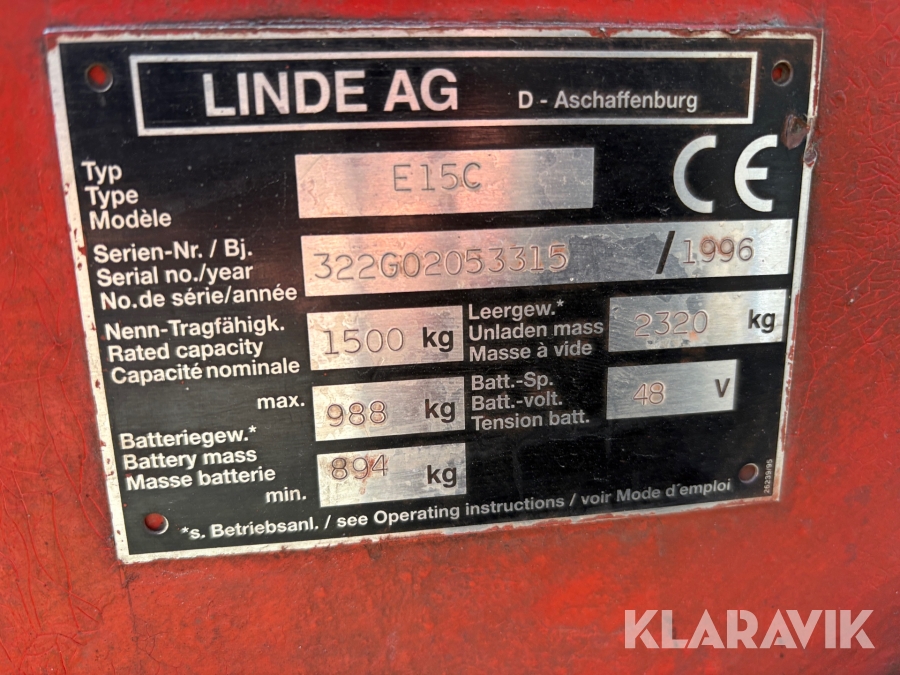 LINDE AG D - Aschaffenburg
Typ
Type
Modèle
E15C
CE
Serien-Nr. / Bj.
Serial no./year
No.de série/année
322G02053315 / 1996
Nenn-Tragfähigk.
Rated capacity
Capacité nominale
1500 kg
Leergew.*
Unladen mass
Masse à vide
2320 kg
max. 988 kg
Batteriegew.*
Battery mass
Masse batterie
min. 894 kg
Batt.-Sp.
Batt.-volt.
Tension batt.
48 V
*s. Betriebsanl. / see Operating instructions / voir Mode d'emploi
26239/95
KLARAVIK